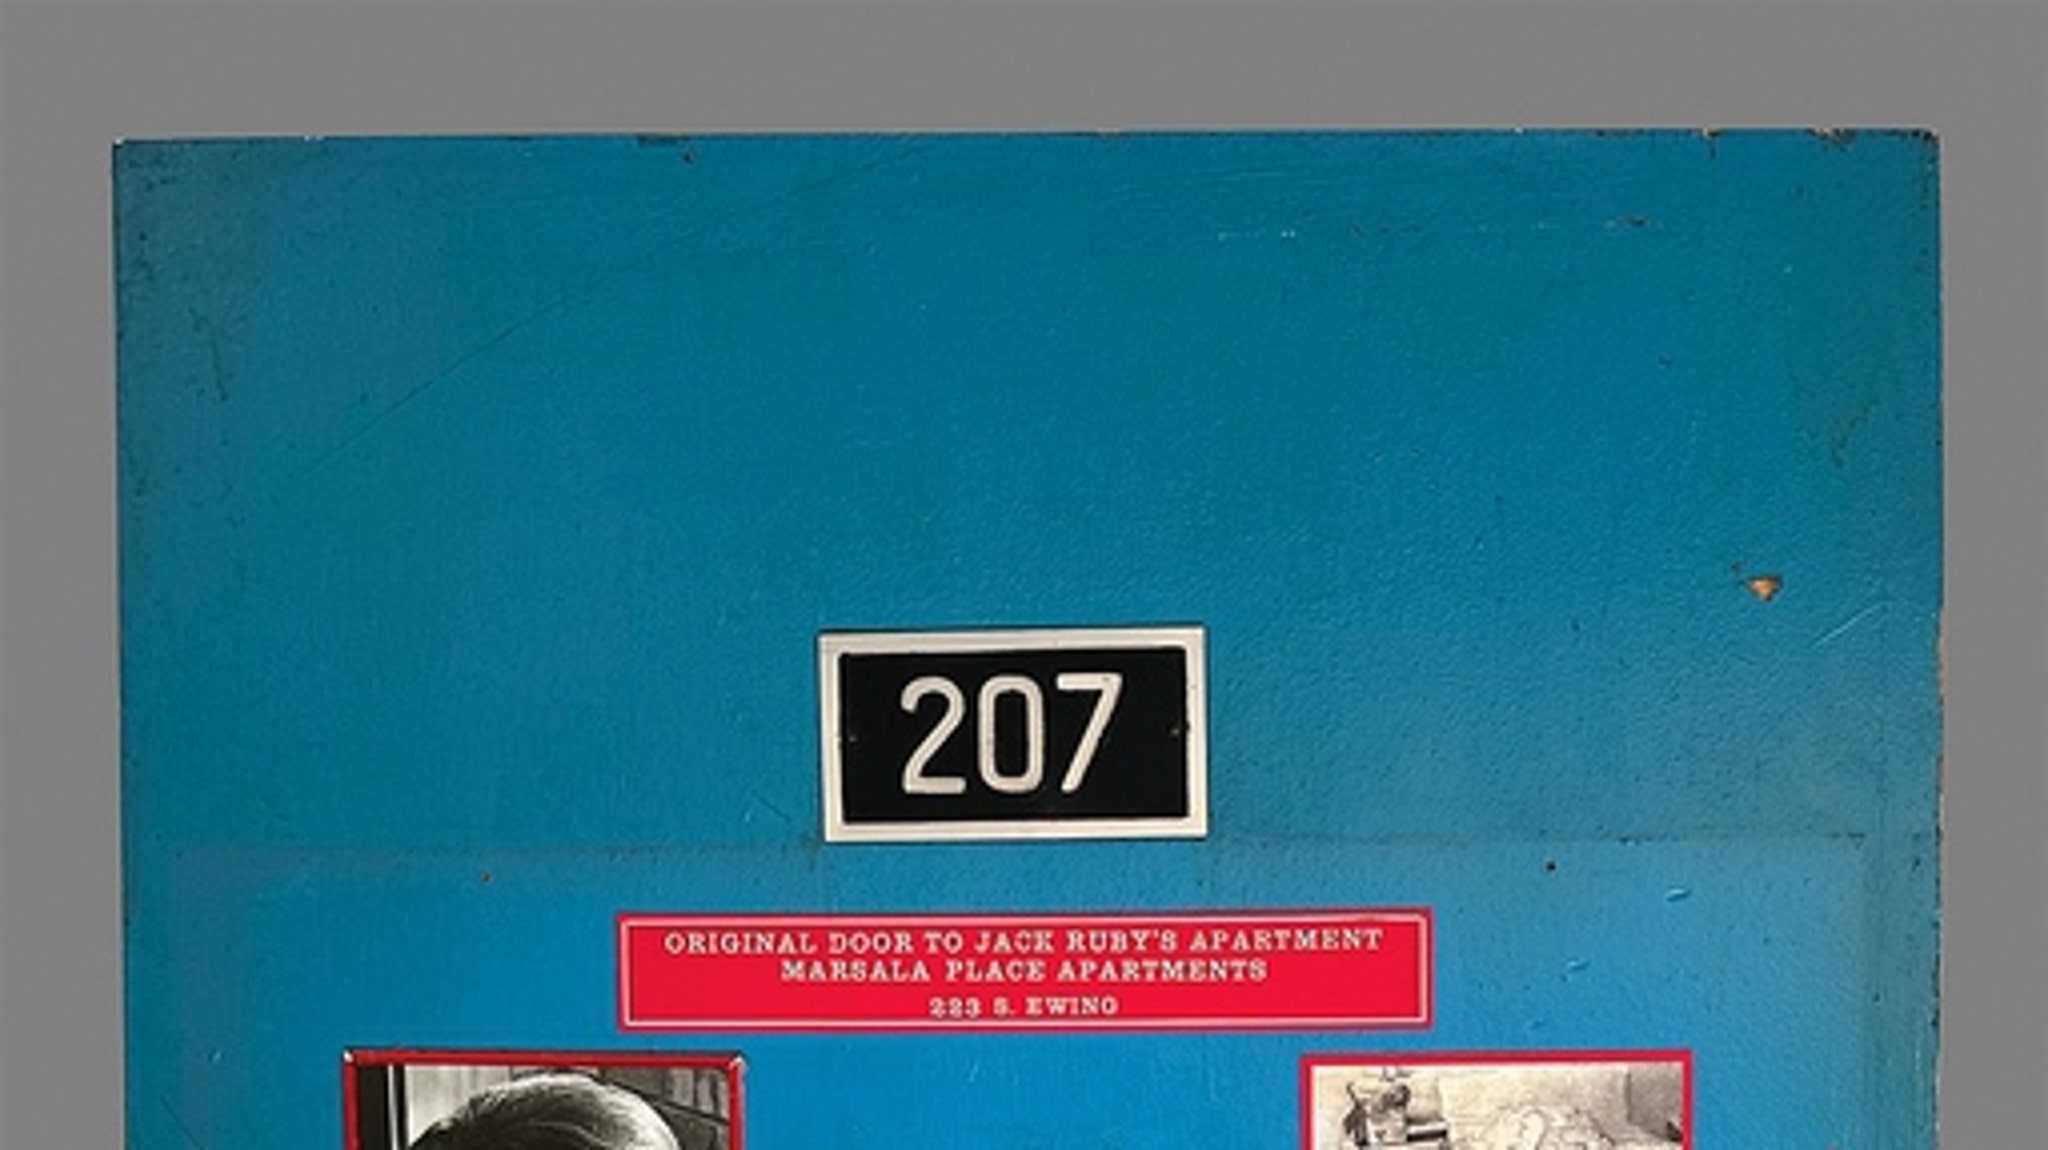 207
ORIGINAL DOOR TO JACK RUBY'S APARTMENT
MARSALA PLACE APARTMENTS
223 S. EWING